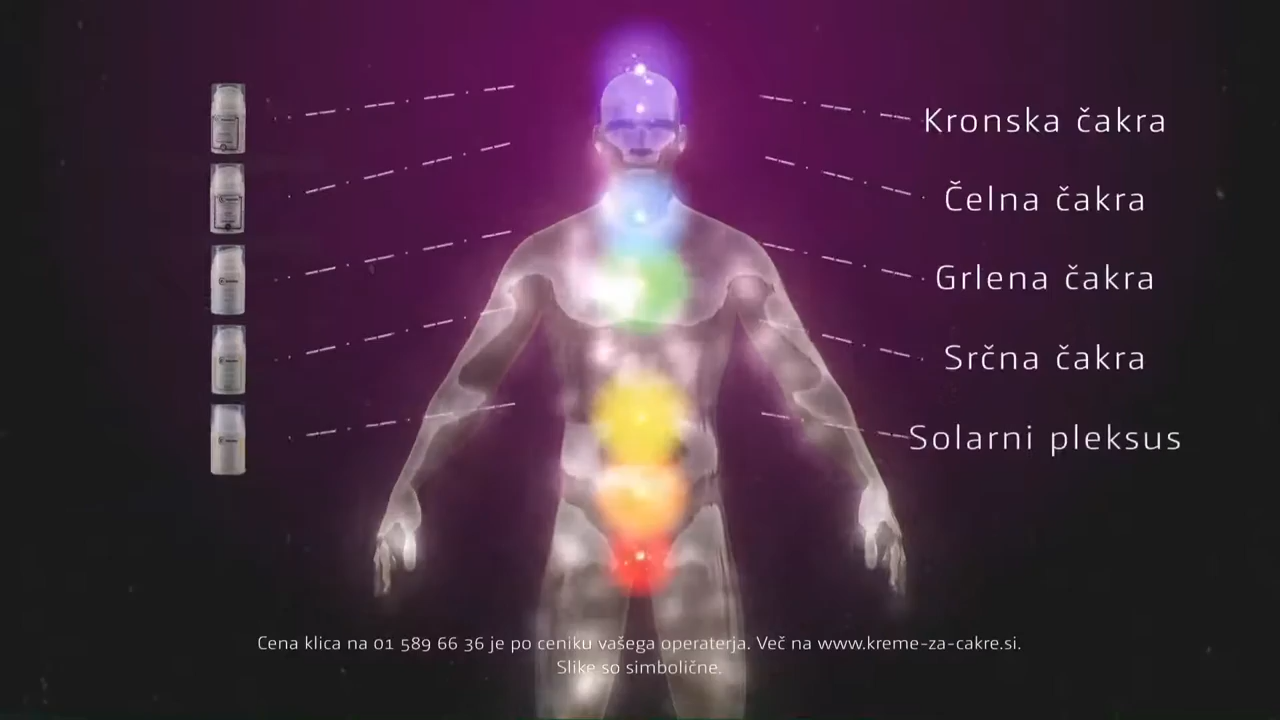 Kronska čakra
Čelna čakra
Grlena čakra
Srčna čakra
Solarni pleksus
Cena klica na 01 589 66 36 je po ceniku vašega operaterja. Več na www.kreme-za-cakre.si.
Slike so simbolične.